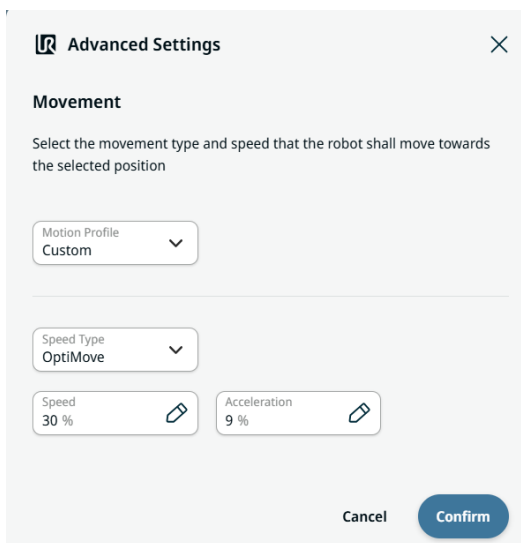 UR Advanced Settings
Movement
Select the movement type and speed that the robot shall move towards
the selected position
Motion Profile
Custom
Speed Type
OptiMove
Speed
30 %
Acceleration
9 %
Cancel
Confirm